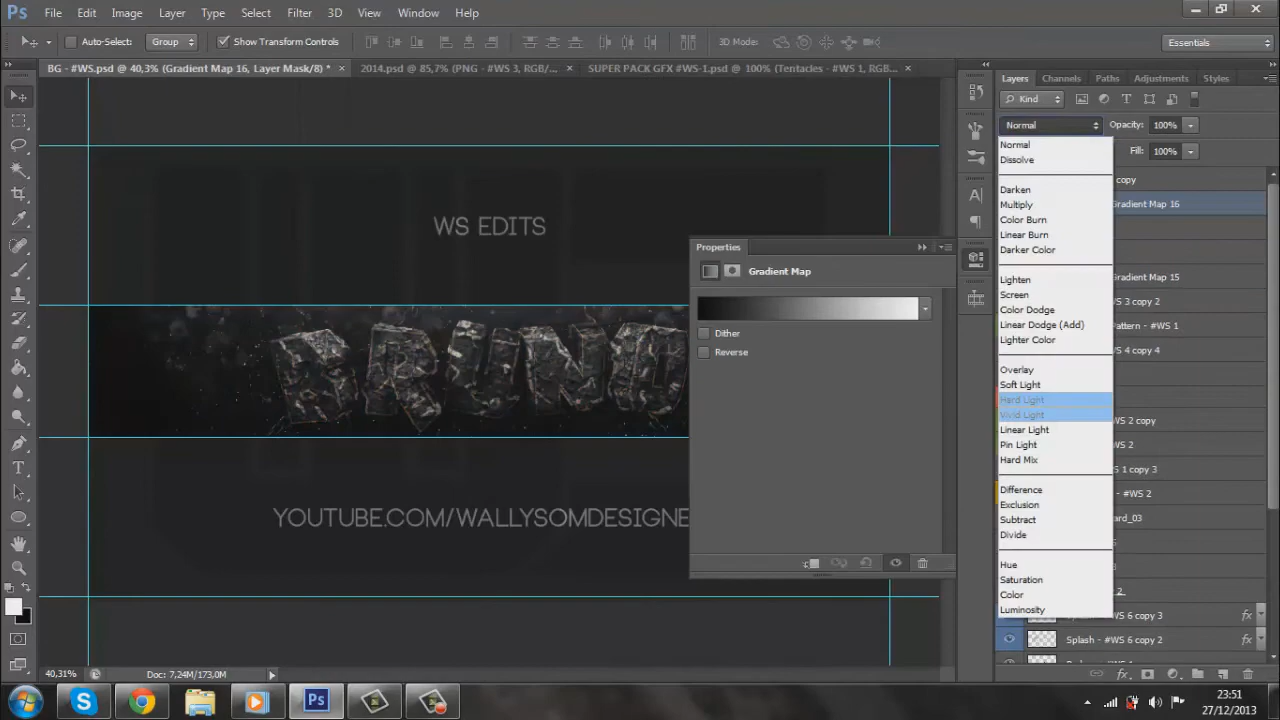 Ps File Edit Image Layer Type Select Filter 3D View Window Help
Auto-Select: Group Show Transform Controls 3D Mode: Essentials
BG - #WS.psd @ 40,3% (Gradient Map 16, Layer Mask/8) * × 2014.psd @ 85,7% (PNG - #WS 3, RGB/... × SUPER PACK GFX #WS-1.psd @ 100% (Tentacles - #WS 1, RGB... ×
Layers Channels Paths Adjustments Styles
Kind
Normal Opacity: 100%
Fill: 100%
Normal
Dissolve
Darken
Multiply
Color Burn
Linear Burn
Darker Color
Lighten
Screen
Color Dodge
Linear Dodge (Add)
Lighter Color
Overlay
Soft Light
Hard Light
Vivid Light
Linear Light
Pin Light
Hard Mix
Difference
Exclusion
Subtract
Divide
Hue
Saturation
Color
Luminosity
copy
Gradient Map 16
Gradient Map 15
WS 3 copy 2
Pattern - #WS 1
WS 4 copy 4
WS 2 copy
WS 2
1 copy 3
- #WS 2
ard_03
2
- #WS 6 copy 3 fx
Splash - #WS 6 copy 2 fx
WS EDITS
YOUTUBE.COM/WALLYSOMDESIGNE
Properties
Gradient Map
Dither
Reverse
40,31% Doc: 7,24M/173,0M
Ps
23:51
27/12/2013